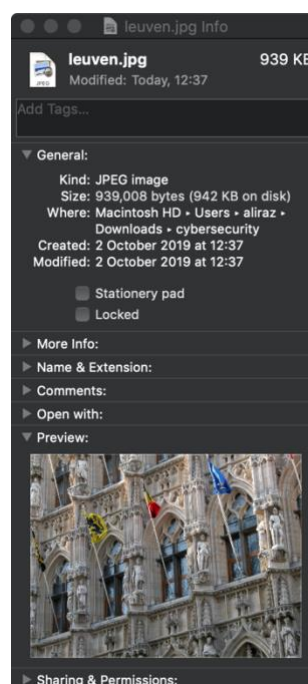 leuven.jpg Info
leuven.jpg 939 KB
Modified: Today, 12:37
JPEG
Add Tags...
General:
Kind: JPEG image
Size: 939,008 bytes (942 KB on disk)
Where: Macintosh HD ▸ Users ▸ aliraz ▸
Downloads ▸ cybersecurity
Created: 2 October 2019 at 12:37
Modified: 2 October 2019 at 12:37
Stationery pad
Locked
More Info:
Name & Extension:
Comments:
Open with:
Preview:
Sharing & Permissions: